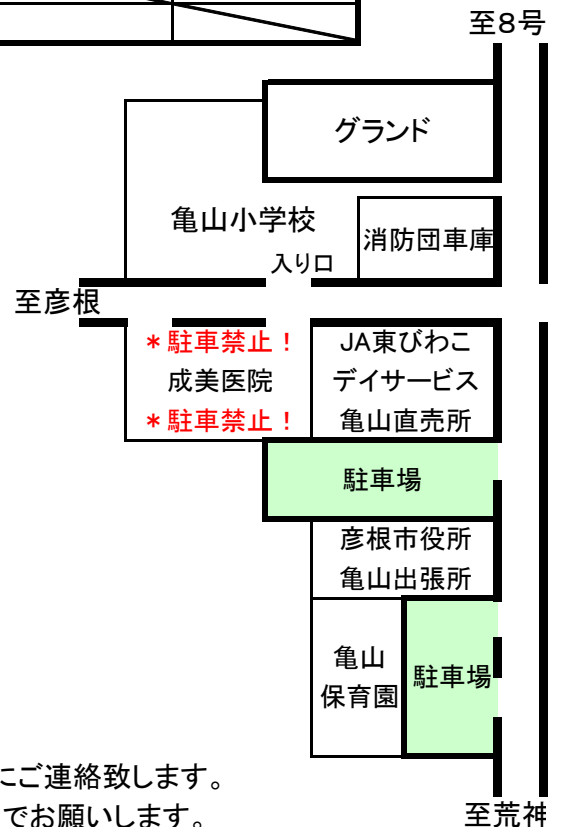 至８号
グランド
亀山小学校
消防団車庫
入り口
至彦根
＊駐車禁止！
成美医院
＊駐車禁止！
JA東びわこ
デイサービス
亀山直売所
駐車場
彦根市役所
亀山出張所
亀山
保育園
駐車場
にご連絡致します。
でお願いします。
至荒神